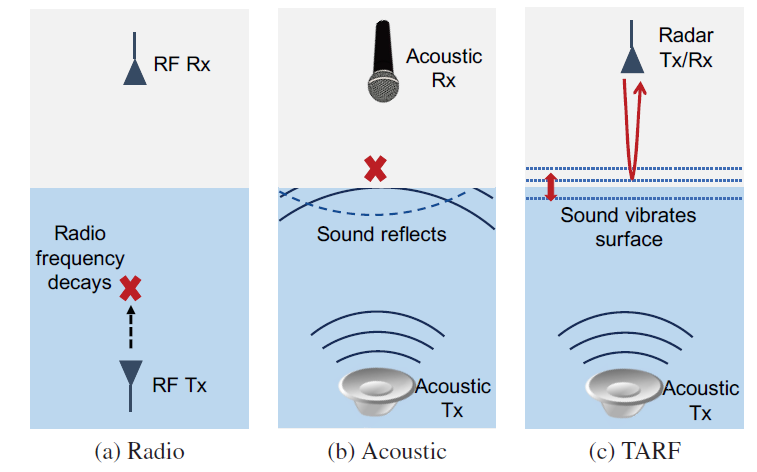 RF Rx
Radio
frequency
decays
RF Tx
(a) Radio
Acoustic
Rx
Sound reflects
Acoustic
Tx
(b) Acoustic
Radar
Tx/Rx
Sound vibrates
surface
Acoustic
Tx
(c) TARF